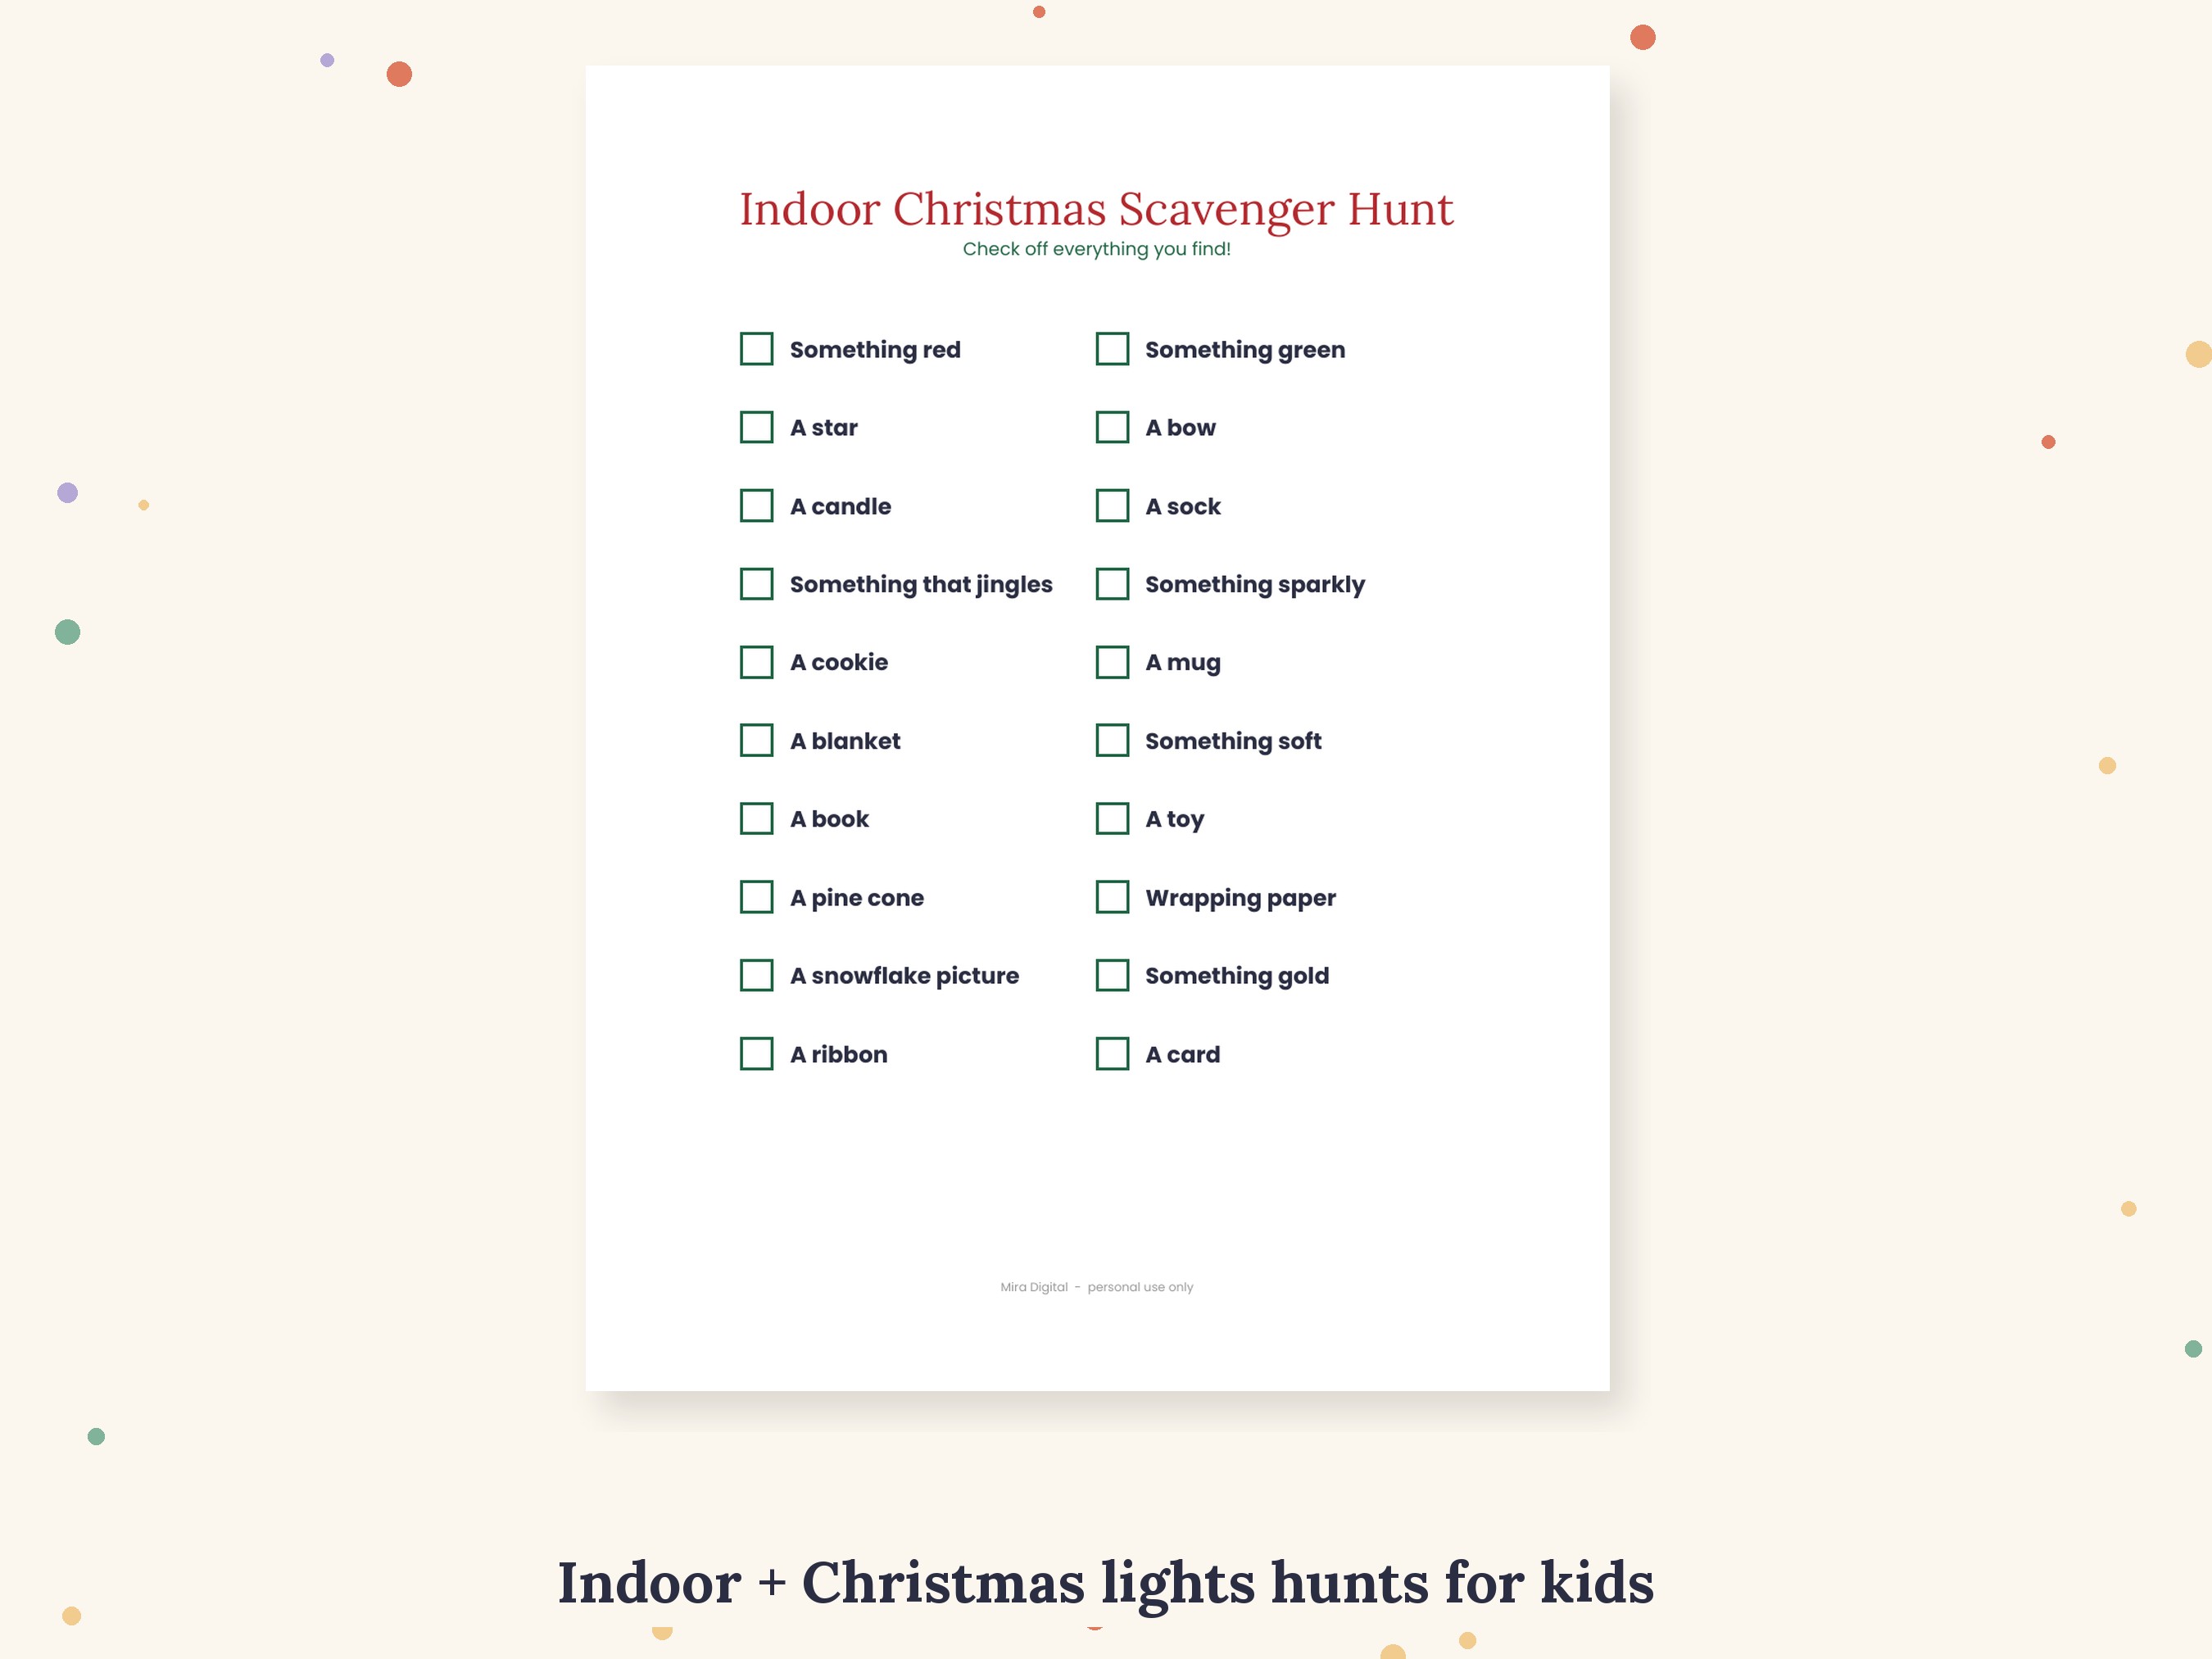 Indoor Christmas Scavenger Hunt
Check off everything you find!
Something red
Something green
A star
A bow
A candle
A sock
Something that jingles
Something sparkly
A cookie
A mug
A blanket
Something soft
A book
A toy
A pine cone
Wrapping paper
A snowflake picture
Something gold
A ribbon
A card
Mira Digital - personal use only
Indoor + Christmas lights hunts for kids